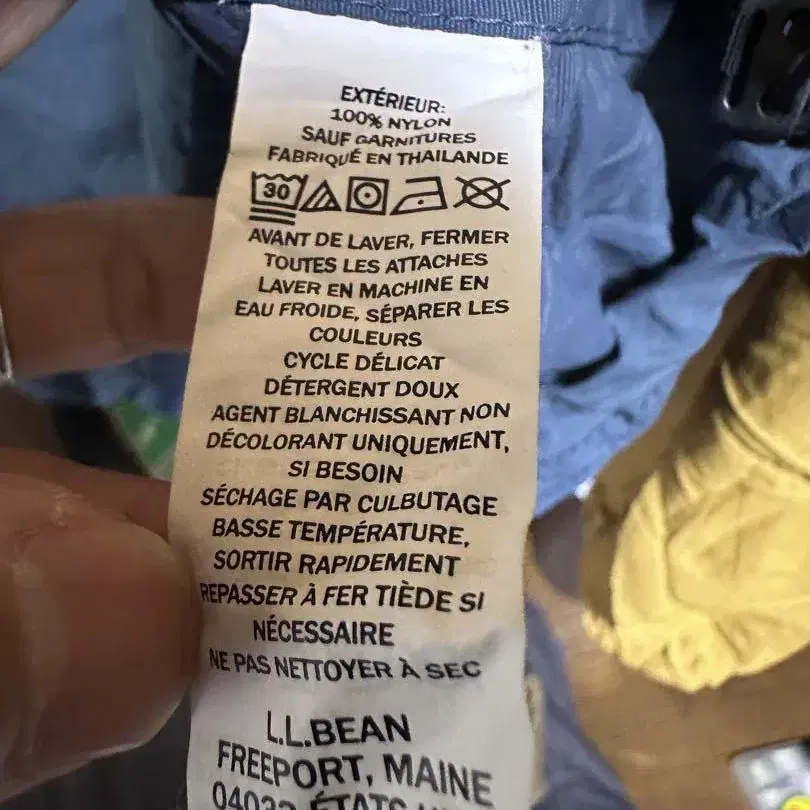 EXTÉRIEUR:
100% NYLON
SAUF GARNITURES
FABRIQUÉ EN THAILANDE
30
AVANT DE LAVER, FERMER
TOUTES LES ATTACHES
LAVER EN MACHINE EN
EAU FROIDE, SÉPARER LES
COULEURS
CYCLE DÉLICAT
DÉTERGENT DOUX
AGENT BLANCHISSANT NON
DÉCOLORANT UNIQUEMENT,
SI BESOIN
SÉCHAGE PAR CULBUTAGE
BASSE TEMPÉRATURE,
SORTIR RAPIDEMENT
REPASSER À FER TIÈDE SI
NÉCESSAIRE
NE PAS NETTOYER À SEC
L.L.BEAN
FREEPORT, MAINE